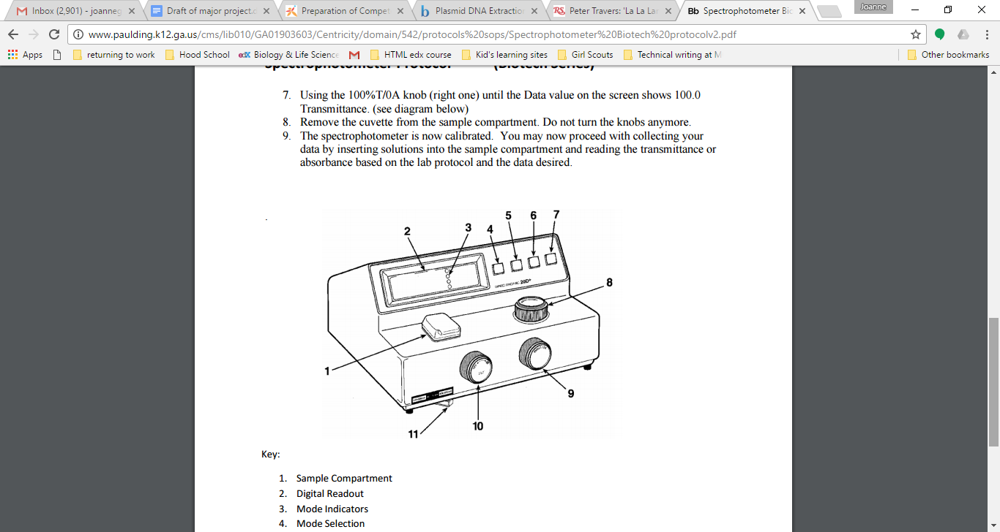 Joanne
Inbox (2,901) - joanneg
Draft of major project.c
Preparation of Compet
Plasmid DNA Extractio
RS Peter Travers: 'La La Lar
Bb Spectrophotometer Bio
www.paulding.k12.ga.us/cms/lib010/GA01903603/Centricity/domain/542/protocols%20sops/Spectrophotometer%20Biotech%20protocolv2.pdf
Apps
returning to work
Hood School
edX Biology & Life Science
HTML edx course
Kid's learning sites
Girl Scouts
Technical writing at M
Other bookmarks
Spectrophotometer Protocol (Biotech Series)
7. Using the 100%T/0A knob (right one) until the Data value on the screen shows 100.0
Transmittance. (see diagram below)
8. Remove the cuvette from the sample compartment. Do not turn the knobs anymore.
9. The spectrophotometer is now calibrated. You may now proceed with collecting your
data by inserting solutions into the sample compartment and reading the transmittance or
absorbance based on the lab protocol and the data desired.
5 6 7
2 3 4
SPECTRONIC 20D+
8
1
9
10
11
Key:
1. Sample Compartment
2. Digital Readout
3. Mode Indicators
4. Mode Selection